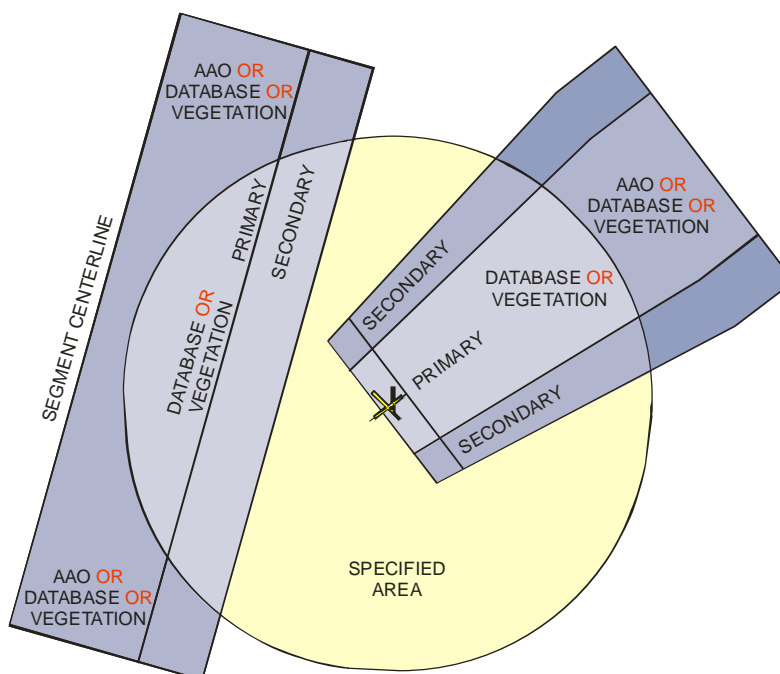 AAO OR
DATABASE OR
VEGETATION
SEGMENT CENTERLINE
PRIMARY
SECONDARY
DATABASE OR
VEGETATION
AAO OR
DATABASE OR
VEGETATION
SECONDARY
AAO OR
DATABASE OR
VEGETATION
DATABASE OR
VEGETATION
PRIMARY
SECONDARY
SPECIFIED
AREA